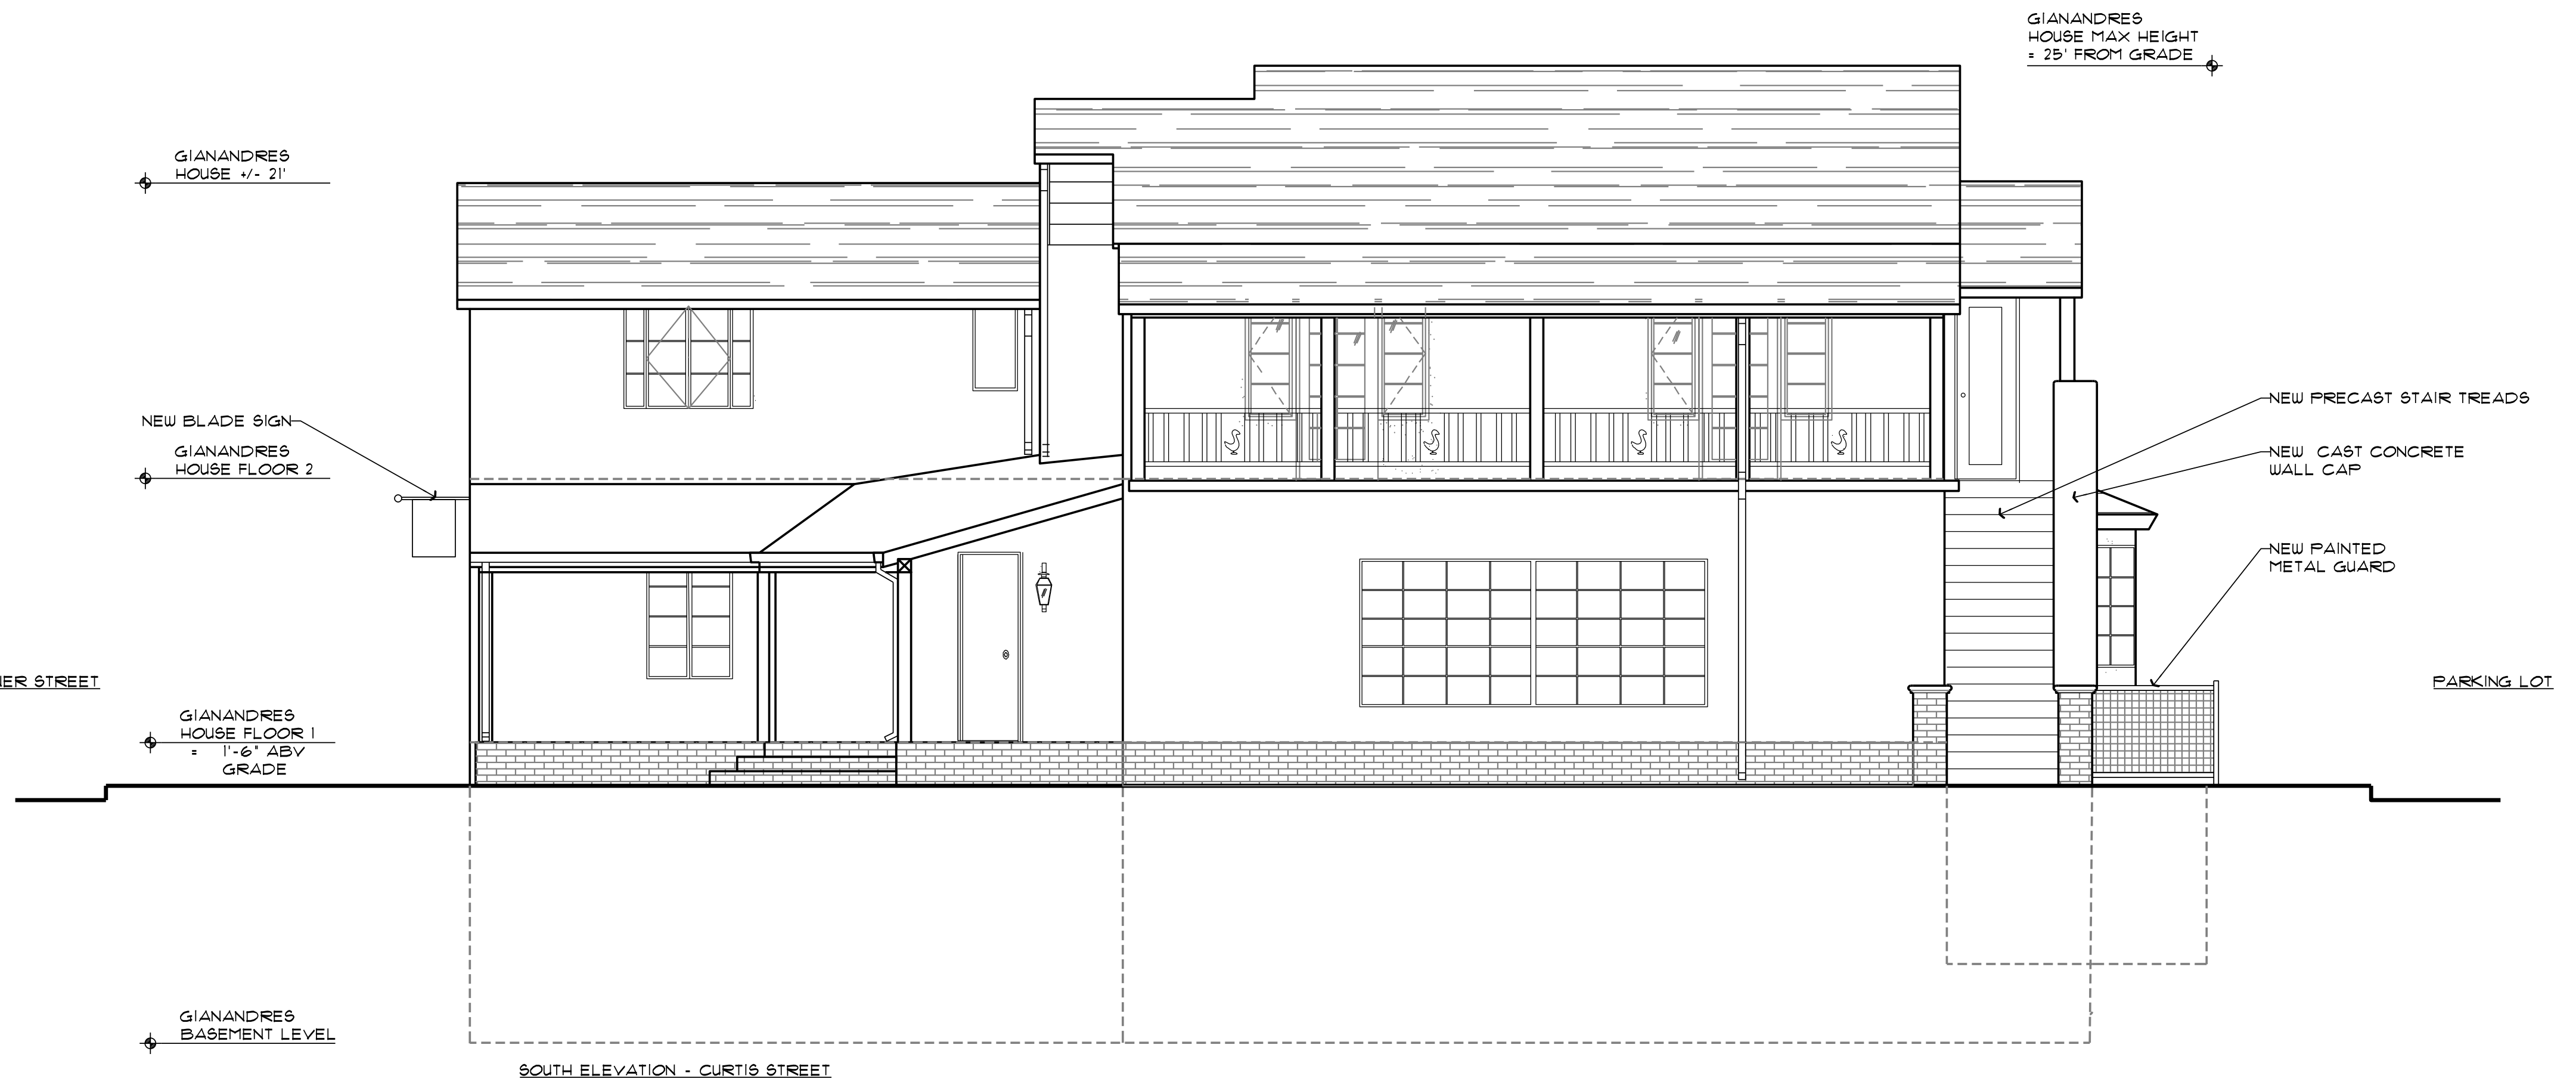 GIANANDRES
HOUSE MAX HEIGHT
= 25' FROM GRADE
GIANANDRES
HOUSE +/- 21'
NEW BLADE SIGN
GIANANDRES
HOUSE FLOOR 2
NEW PRECAST STAIR TREADS
NEW CAST CONCRETE
WALL CAP
NEW PAINTED
METAL GUARD
STREET
PARKING LOT
GIANANDRES
HOUSE FLOOR 1
= 1'-6" ABV
GRADE
GIANANDRES
BASEMENT LEVEL
SOUTH ELEVATION - CURTIS STREET